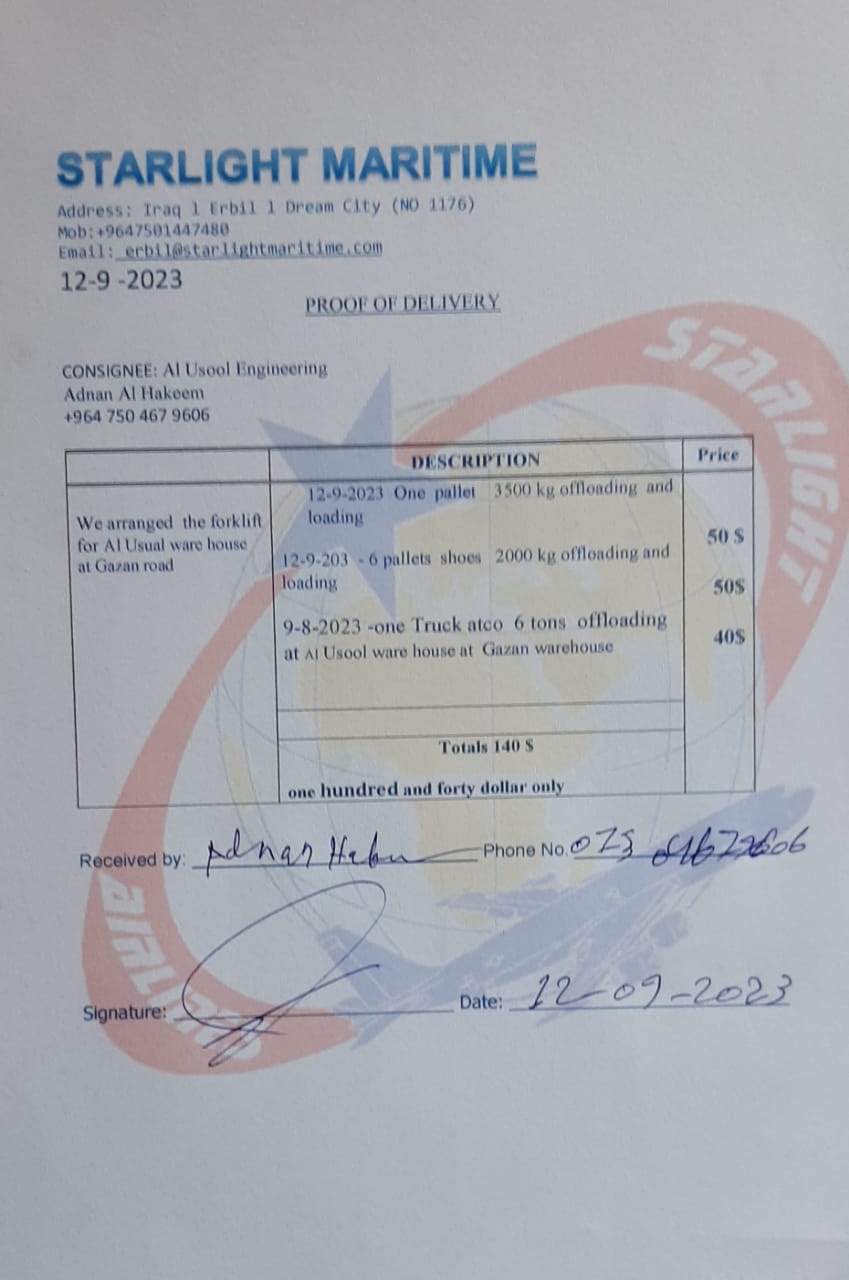 STARLIGHT MARITIME
Address: Iraq l Erbil l Dream City (NO 1176)
Mob:+9647501447480
Email: erbil@starlightmaritime.com
12-9 -2023
PROOF OF DELIVERY
CONSIGNEE: Al Usool Engineering
Adnan Al Hakeem
+964 750 467 9606
DESCRIPTION
Price
We arranged the forklift
for Al Usual ware house
at Gazan road
12-9-2023 One pallet 3500 kg offloading and
loading
50 $
12-9-203 - 6 pallets shoes 2000 kg offloading and
loading
50$
9-8-2023 -one Truck atco 6 tons offloading
at Al Usool ware house at Gazan warehouse
40$
Totals 140 $
one hundred and forty dollar only
Received by: Adnan
Phone No.
Signature:
Date: 12-09-2023
STARLIGHT